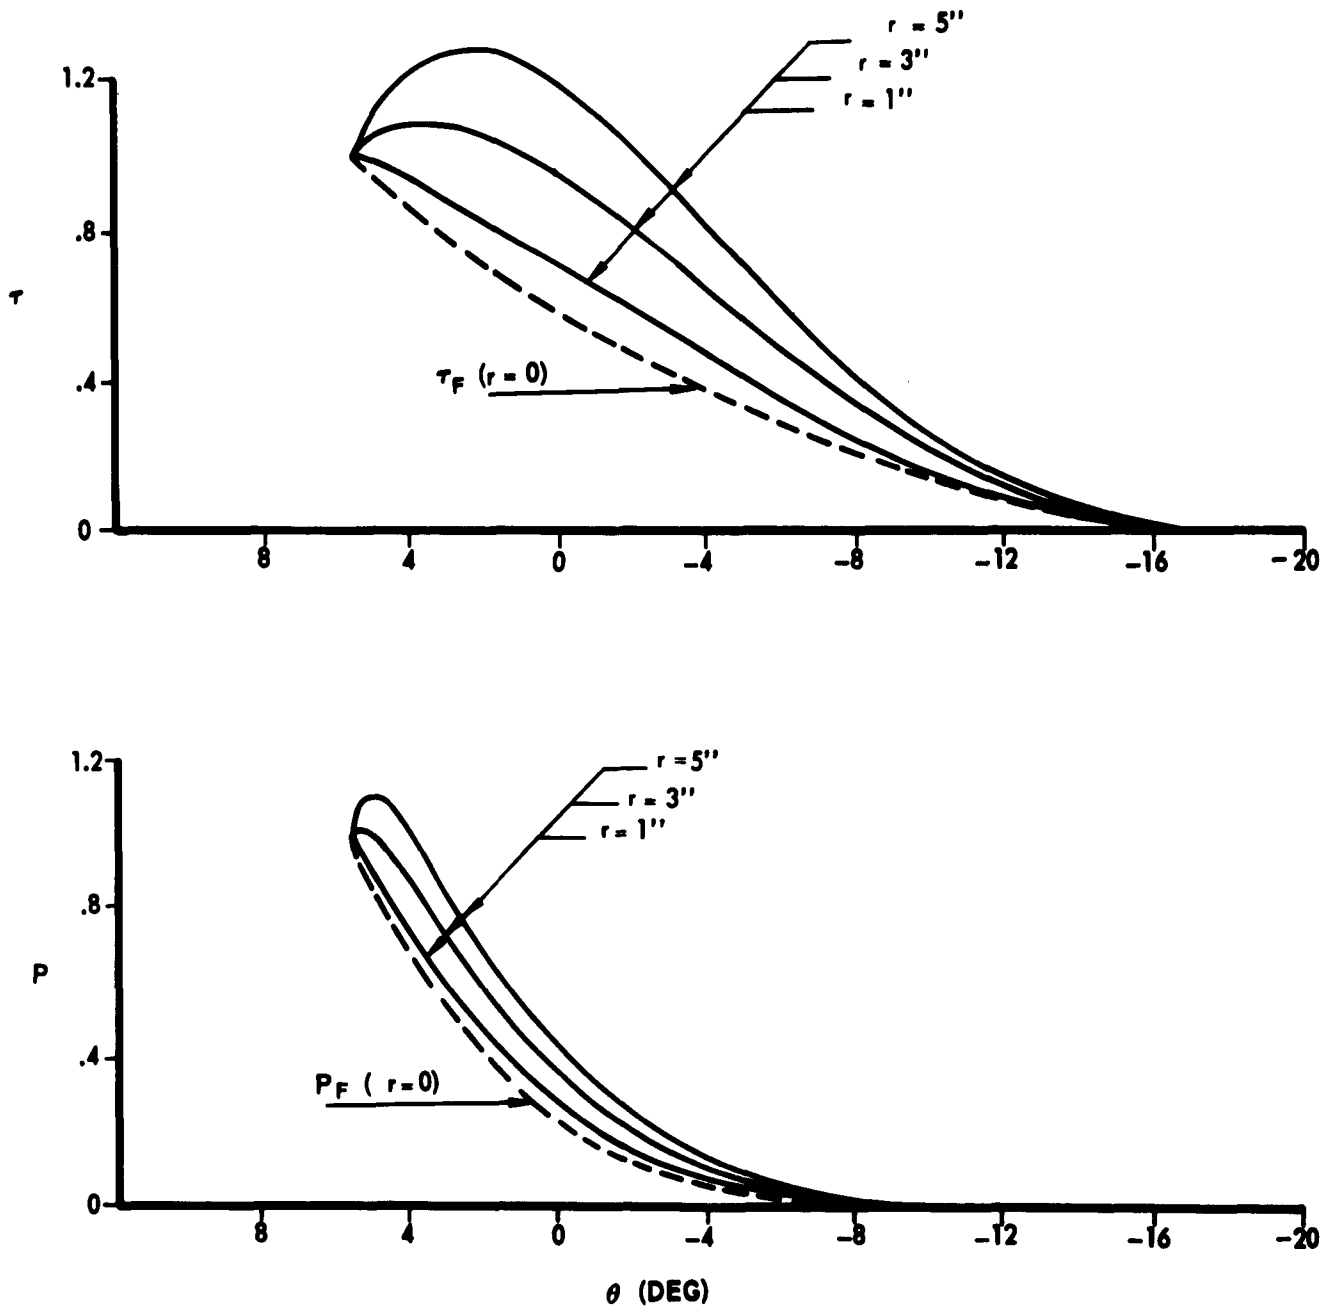 r = 5"
r = 3"
r = 1"
1.2
.8
τ
τF (r = 0)
.4
0
8 4 0 -4 -8 -12 -16 -20
1.2
r = 5"
r = 3"
r = 1"
.8
P
.4
PF ( r = 0)
0
8 4 0 -4 -8 -12 -16 -20
θ (DEG)